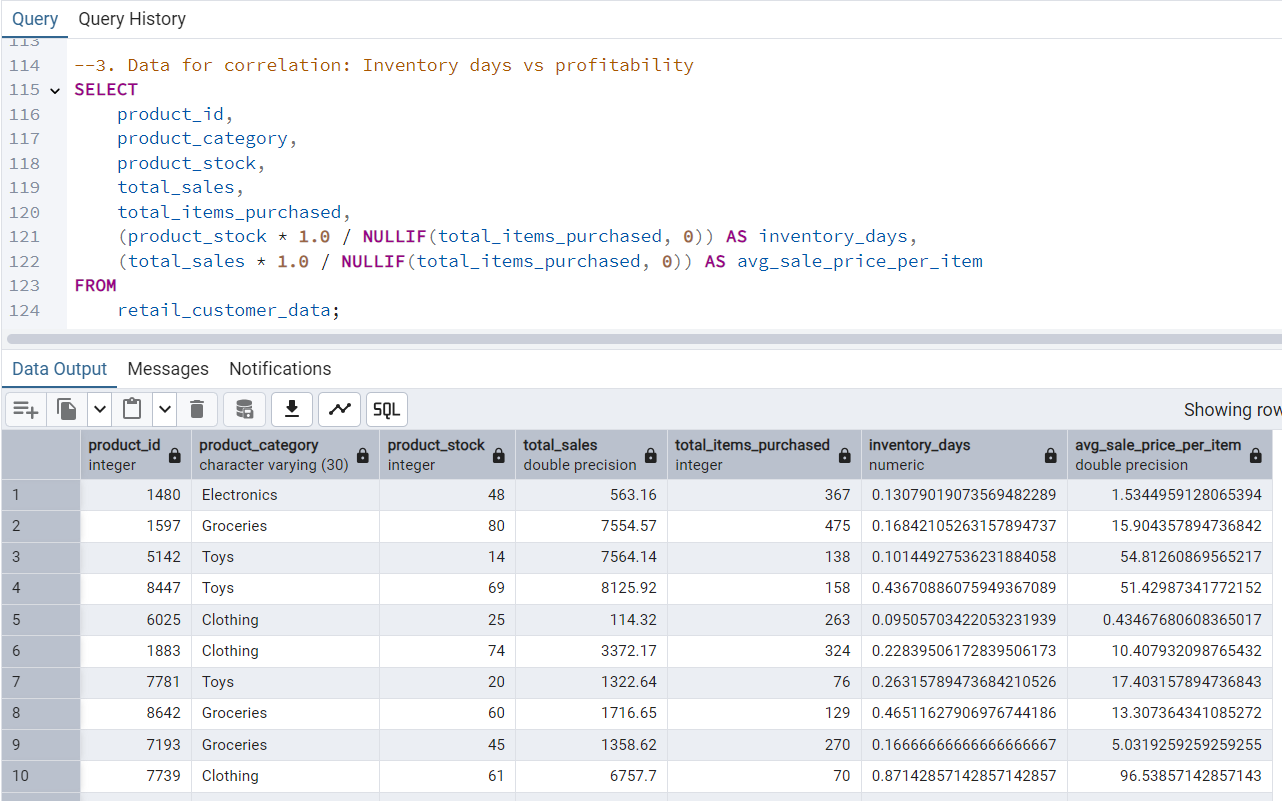 Query Query History
113
114 --3. Data for correlation: Inventory days vs profitability
115 SELECT
116 product_id,
117 product_category,
118 product_stock,
119 total_sales,
120 total_items_purchased,
121 (product_stock * 1.0 / NULLIF(total_items_purchased, 0)) AS inventory_days,
122 (total_sales * 1.0 / NULLIF(total_items_purchased, 0)) AS avg_sale_price_per_item
123 FROM
124 retail_customer_data;
Data Output Messages Notifications
SQL Showing row
product_id product_category product_stock total_sales total_items_purchased inventory_days avg_sale_price_per_item
integer character varying (30) integer double precision integer numeric double precision
1 1480 Electronics 48 563.16 367 0.13079019073569482289 1.5344959128065394
2 1597 Groceries 80 7554.57 475 0.16842105263157894737 15.904357894736842
3 5142 Toys 14 7564.14 138 0.10144927536231884058 54.81260869565217
4 8447 Toys 69 8125.92 158 0.43670886075949367089 51.42987341772152
5 6025 Clothing 25 114.32 263 0.09505703422053231939 0.43467680608365017
6 1883 Clothing 74 3372.17 324 0.22839506172839506173 10.407932098765432
7 7781 Toys 20 1322.64 76 0.26315789473684210526 17.403157894736843
8 8642 Groceries 60 1716.65 129 0.46511627906976744186 13.307364341085272
9 7193 Groceries 45 1358.62 270 0.16666666666666666667 5.0319259259259255
10 7739 Clothing 61 6757.7 70 0.87142857142857142857 96.53857142857143